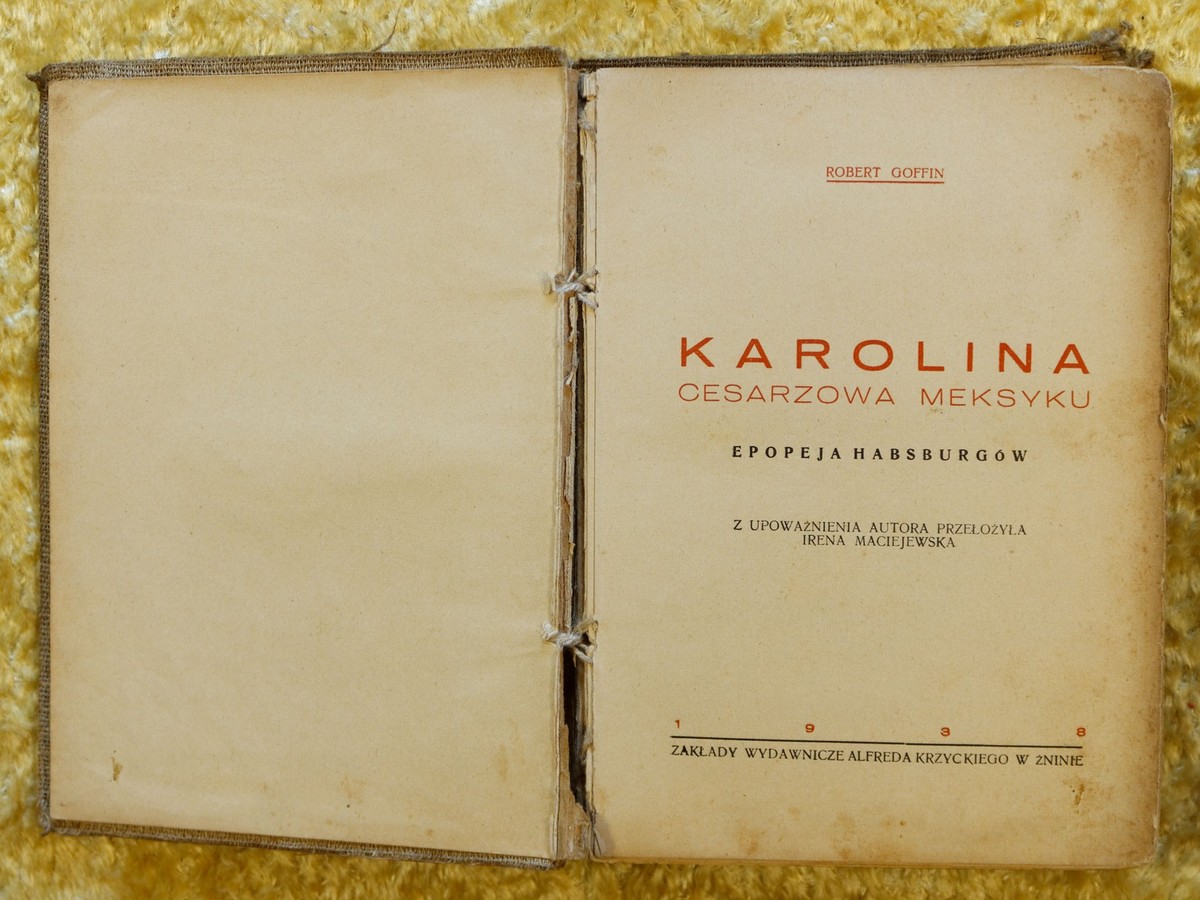 ROBERT GOFFIN
KAROLINA
CESARZOWA MEKSYKU
EPOPEJA HABSBURGÓW
Z UPOWAŻNIENIA AUTORA PRZEŁOŻYŁA
IRENA MACIEJEWSKA
1 9 3 8
ZAKŁADY WYDAWNICZE ALFREDA KRZYCKIEGO W ŻNINIE